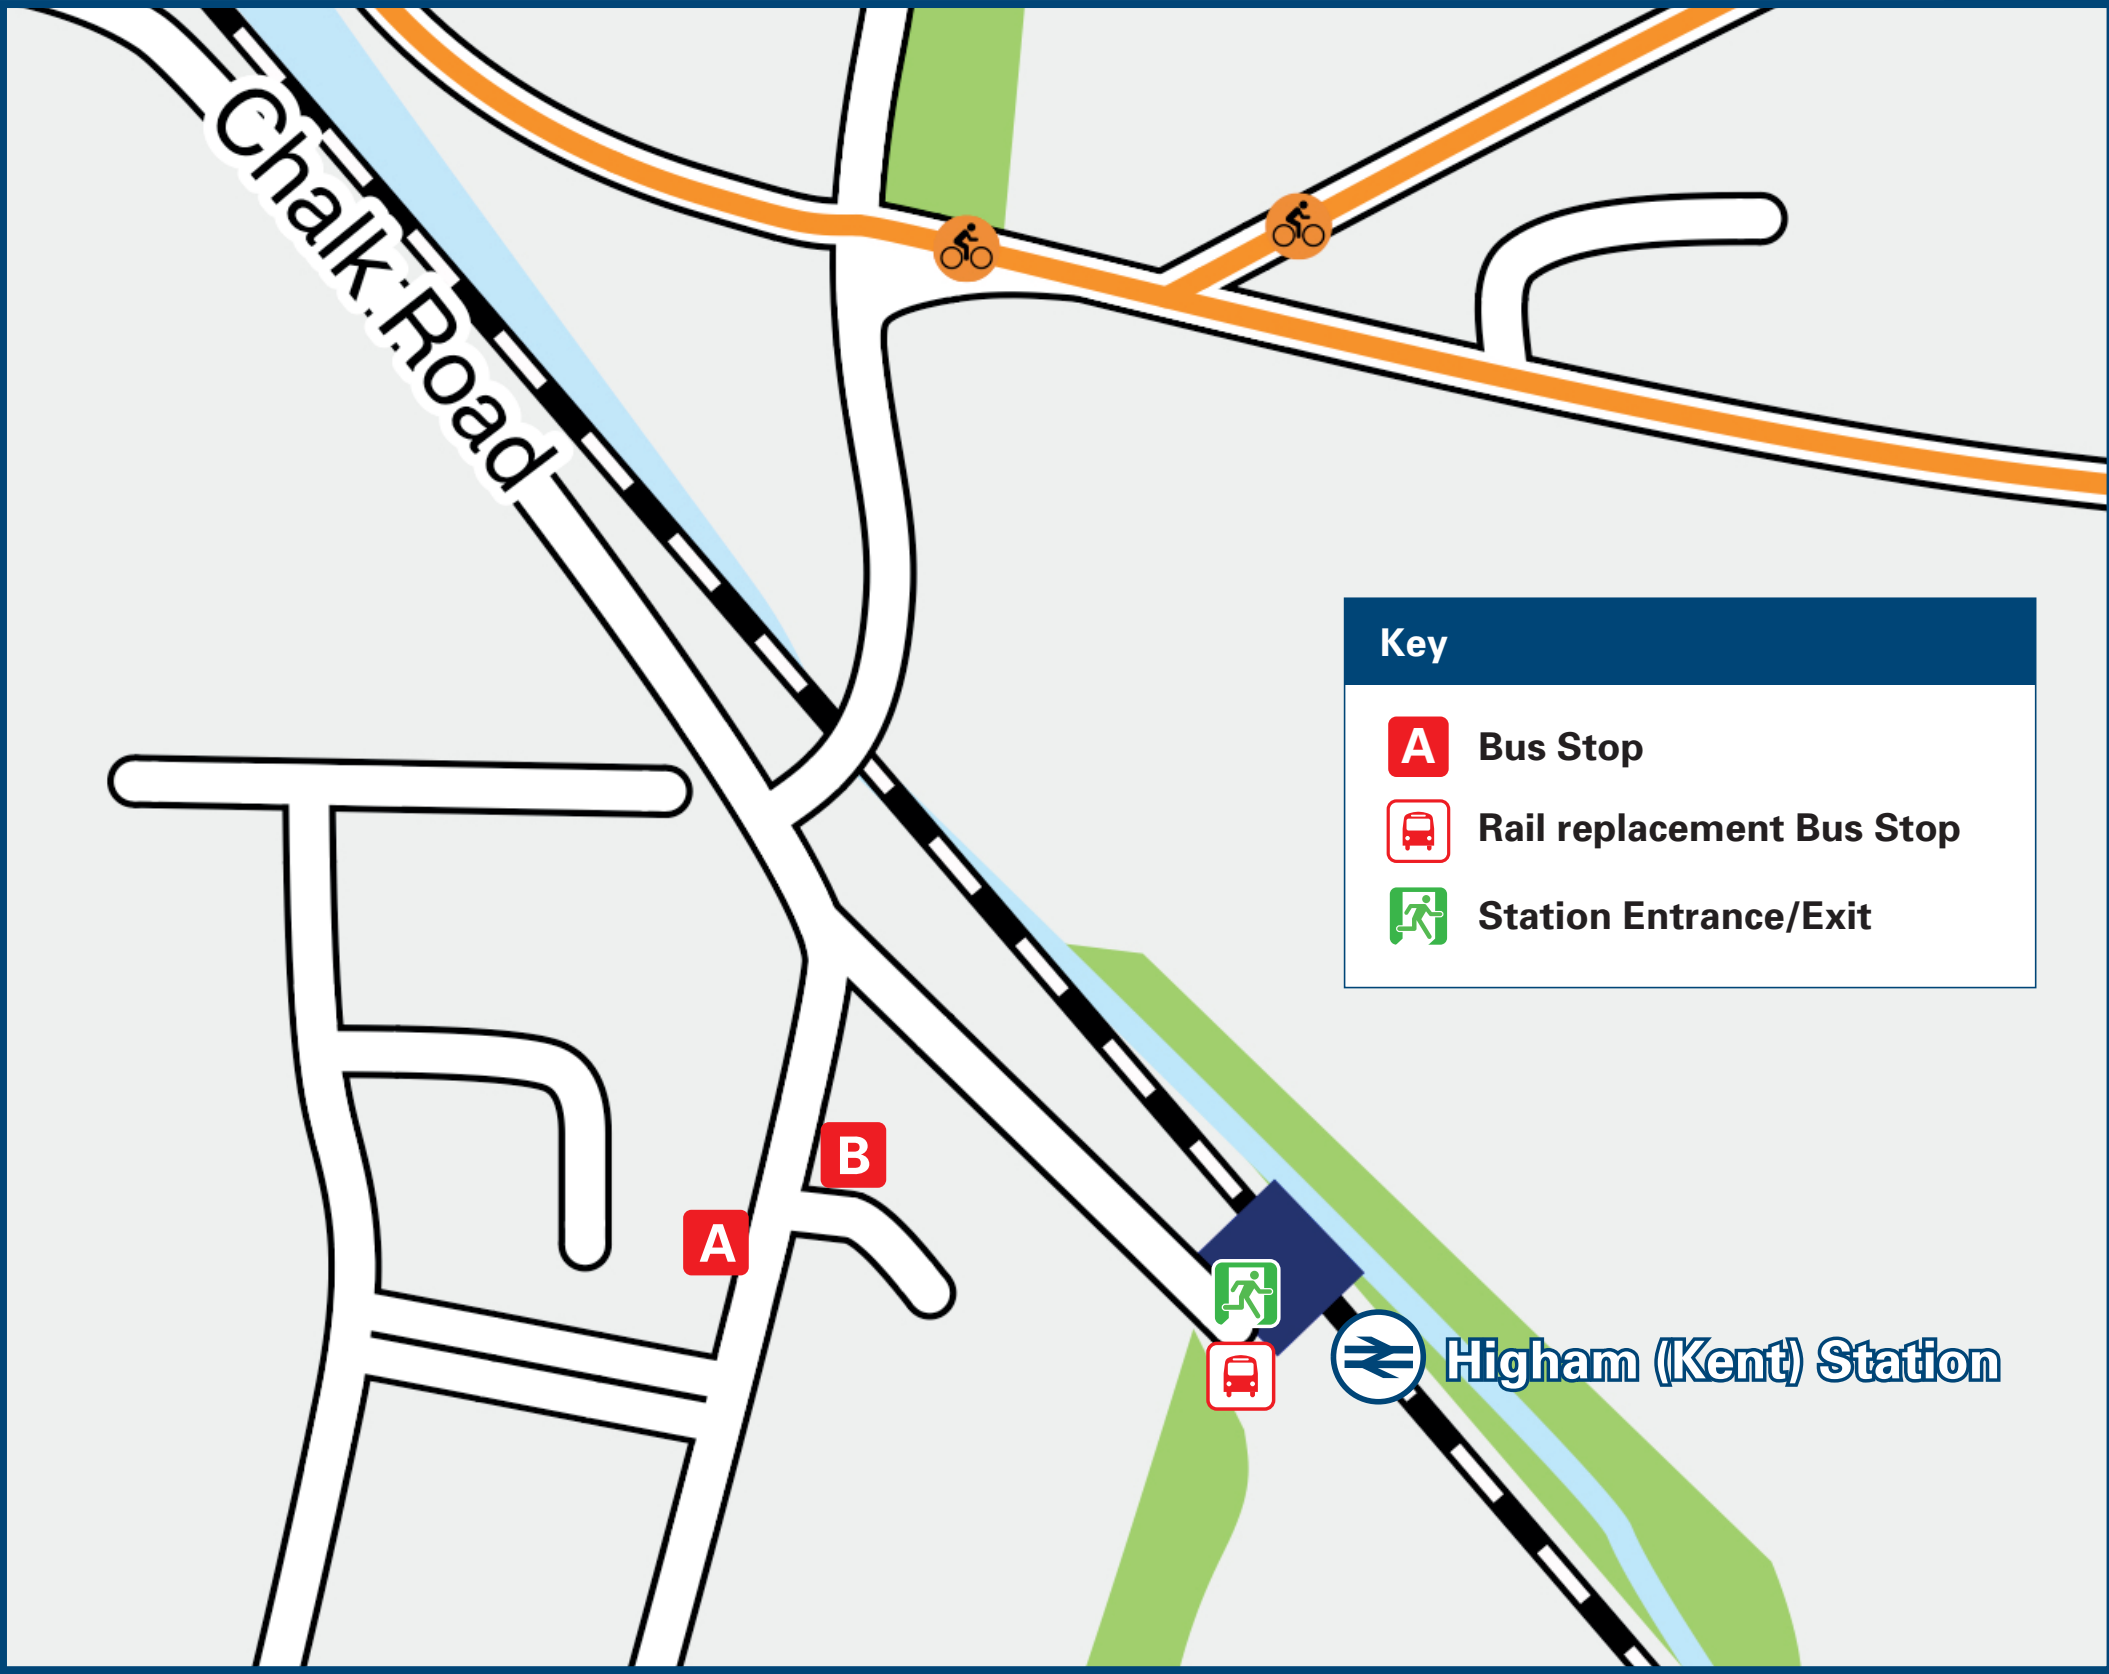 Chalk Road
Key
A Bus Stop
Rail replacement Bus Stop
Station Entrance/Exit
B
A
Higham (Kent) Station